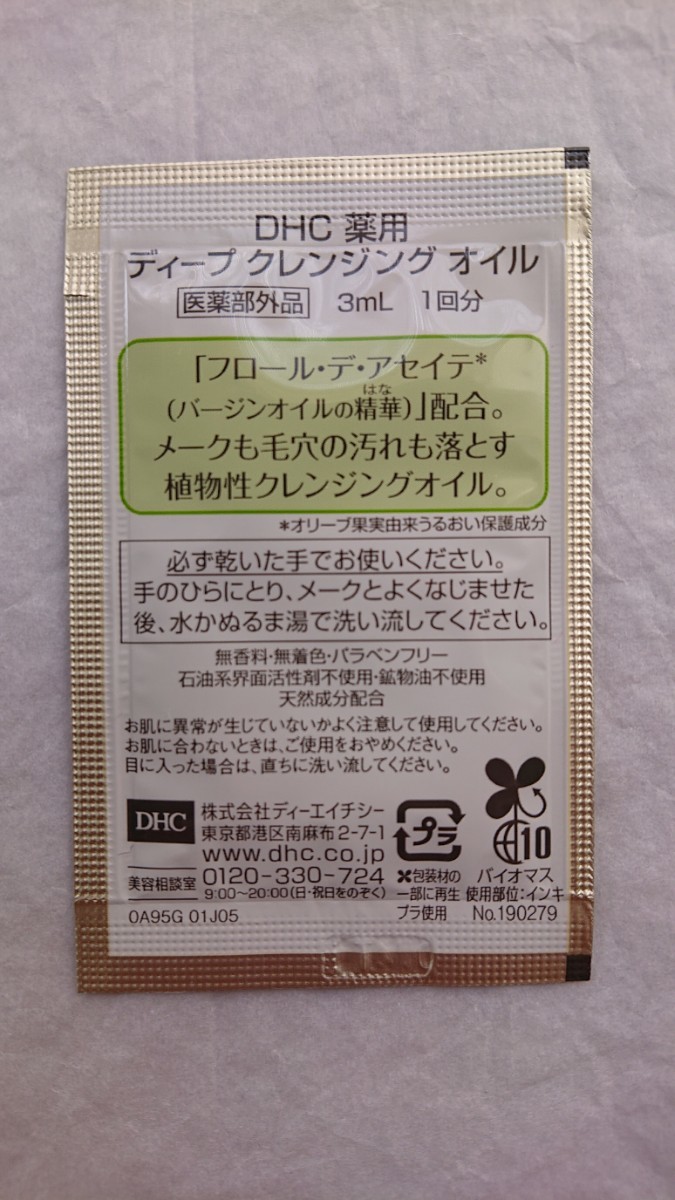 DHC 薬用
ディープ クレンジング オイル
医薬部外品 3mL 1回分
「フロール・デ・アセイテ*
はな
(バージンオイルの精華)」配合。
メークも毛穴の汚れも落とす
植物性クレンジングオイル。
*オリーブ果実由来うるおい保護成分
必ず乾いた手でお使いください。
手のひらにとり、メークとよくなじませた
後、水かぬるま湯で洗い流してください。
無香料・無着色・パラベンフリー
石油系界面活性剤不使用・鉱物油不使用
天然成分配合
お肌に異常が生じていないかよく注意して使用してください。
お肌に合わないときは、ご使用をおやめください。
目に入った場合は、直ちに洗い流してください。
DHC
株式会社ディーエイチシー
東京都港区南麻布2-7-1
www.dhc.co.jp
美容相談室 0120-330-724
9:00〜20:00(日・祝日をのぞく)
0A95G 01J05
プラ
包装材の
一部に再生
プラ使用
10
バイオマス
使用部位:インキ
No.190279